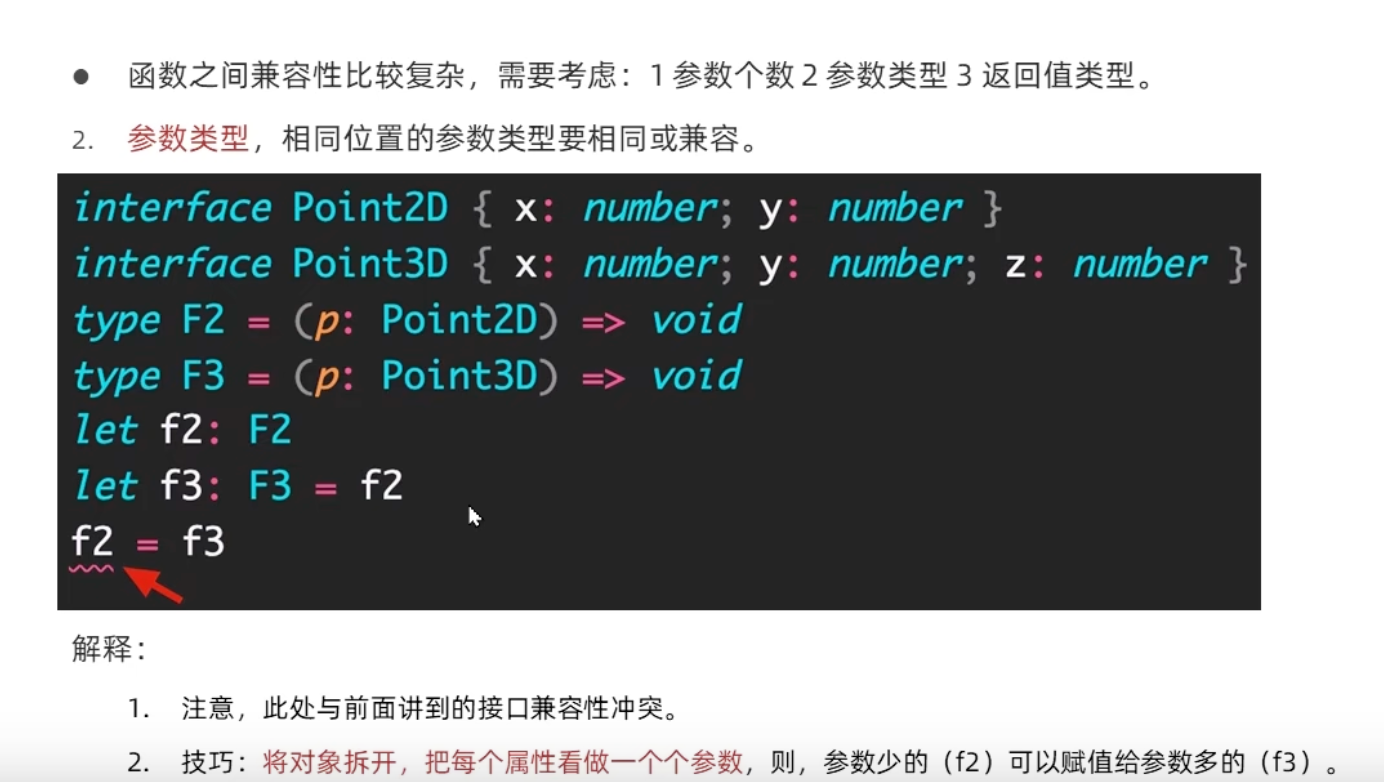 ● 函数之间兼容性比较复杂，需要考虑：1 参数个数 2 参数类型 3 返回值类型。
2. 参数类型，相同位置的参数类型要相同或兼容。
interface Point2D { x: number; y: number }
interface Point3D { x: number; y: number; z: number }
type F2 = (p: Point2D) => void
type F3 = (p: Point3D) => void
let f2: F2
let f3: F3 = f2
f2 = f3
解释：
1. 注意，此处与前面讲到的接口兼容性冲突。
2. 技巧：将对象拆开，把每个属性看做一个个参数，则，参数少的（f2）可以赋值给参数多的（f3）。